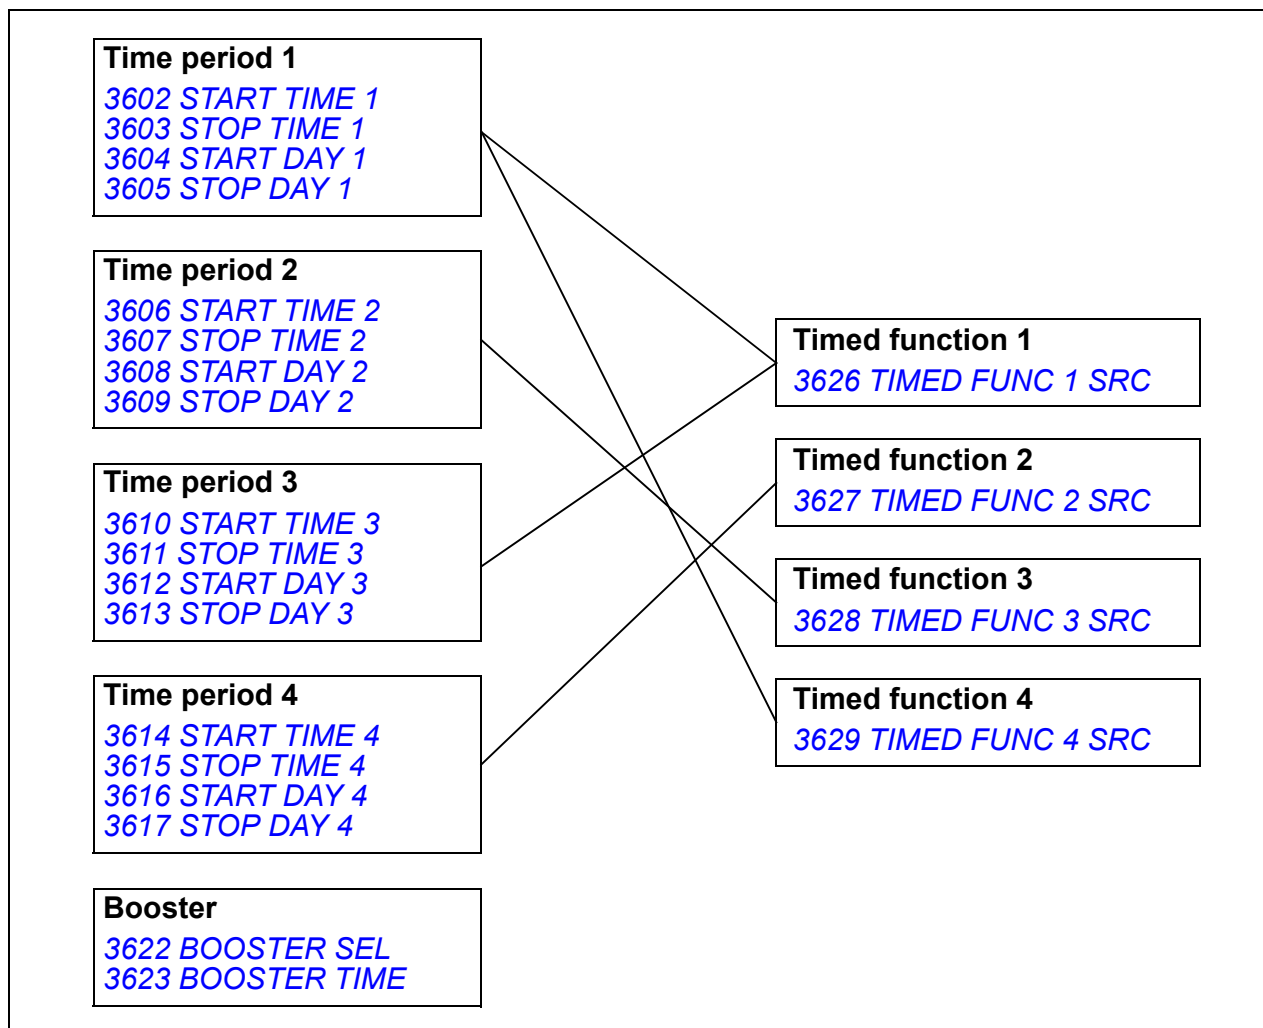 Time period 1
3602 START TIME 1
3603 STOP TIME 1
3604 START DAY 1
3605 STOP DAY 1
Time period 2
3606 START TIME 2
3607 STOP TIME 2
3608 START DAY 2
3609 STOP DAY 2
Time period 3
3610 START TIME 3
3611 STOP TIME 3
3612 START DAY 3
3613 STOP DAY 3
Time period 4
3614 START TIME 4
3615 STOP TIME 4
3616 START DAY 4
3617 STOP DAY 4
Booster
3622 BOOSTER SEL
3623 BOOSTER TIME
Timed function 1
3626 TIMED FUNC 1 SRC
Timed function 2
3627 TIMED FUNC 2 SRC
Timed function 3
3628 TIMED FUNC 3 SRC
Timed function 4
3629 TIMED FUNC 4 SRC